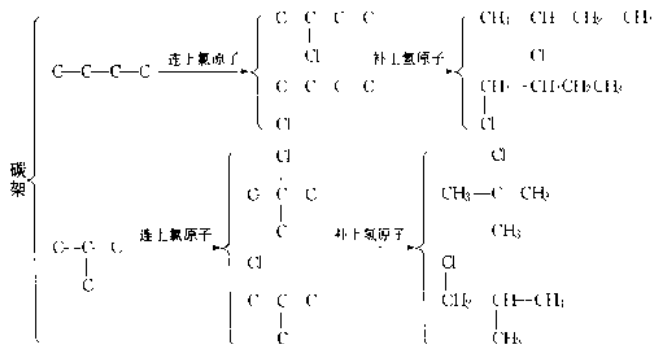 C C C C
CH₃ CH CH₂ CH₃
Cl
Cl
C—C—C—C
连上氯原子
补上氢原子
C C C C
CH₂ CH₂CH₂CH₃
Cl
Cl
Cl
Cl
碳架
C C C
CH₃—C CH₃
C—C C
连上氯原子
C
补上氢原子
CH₃
C
Cl
Cl
C C C
CH₂ CH—CH₃
C
CH₃